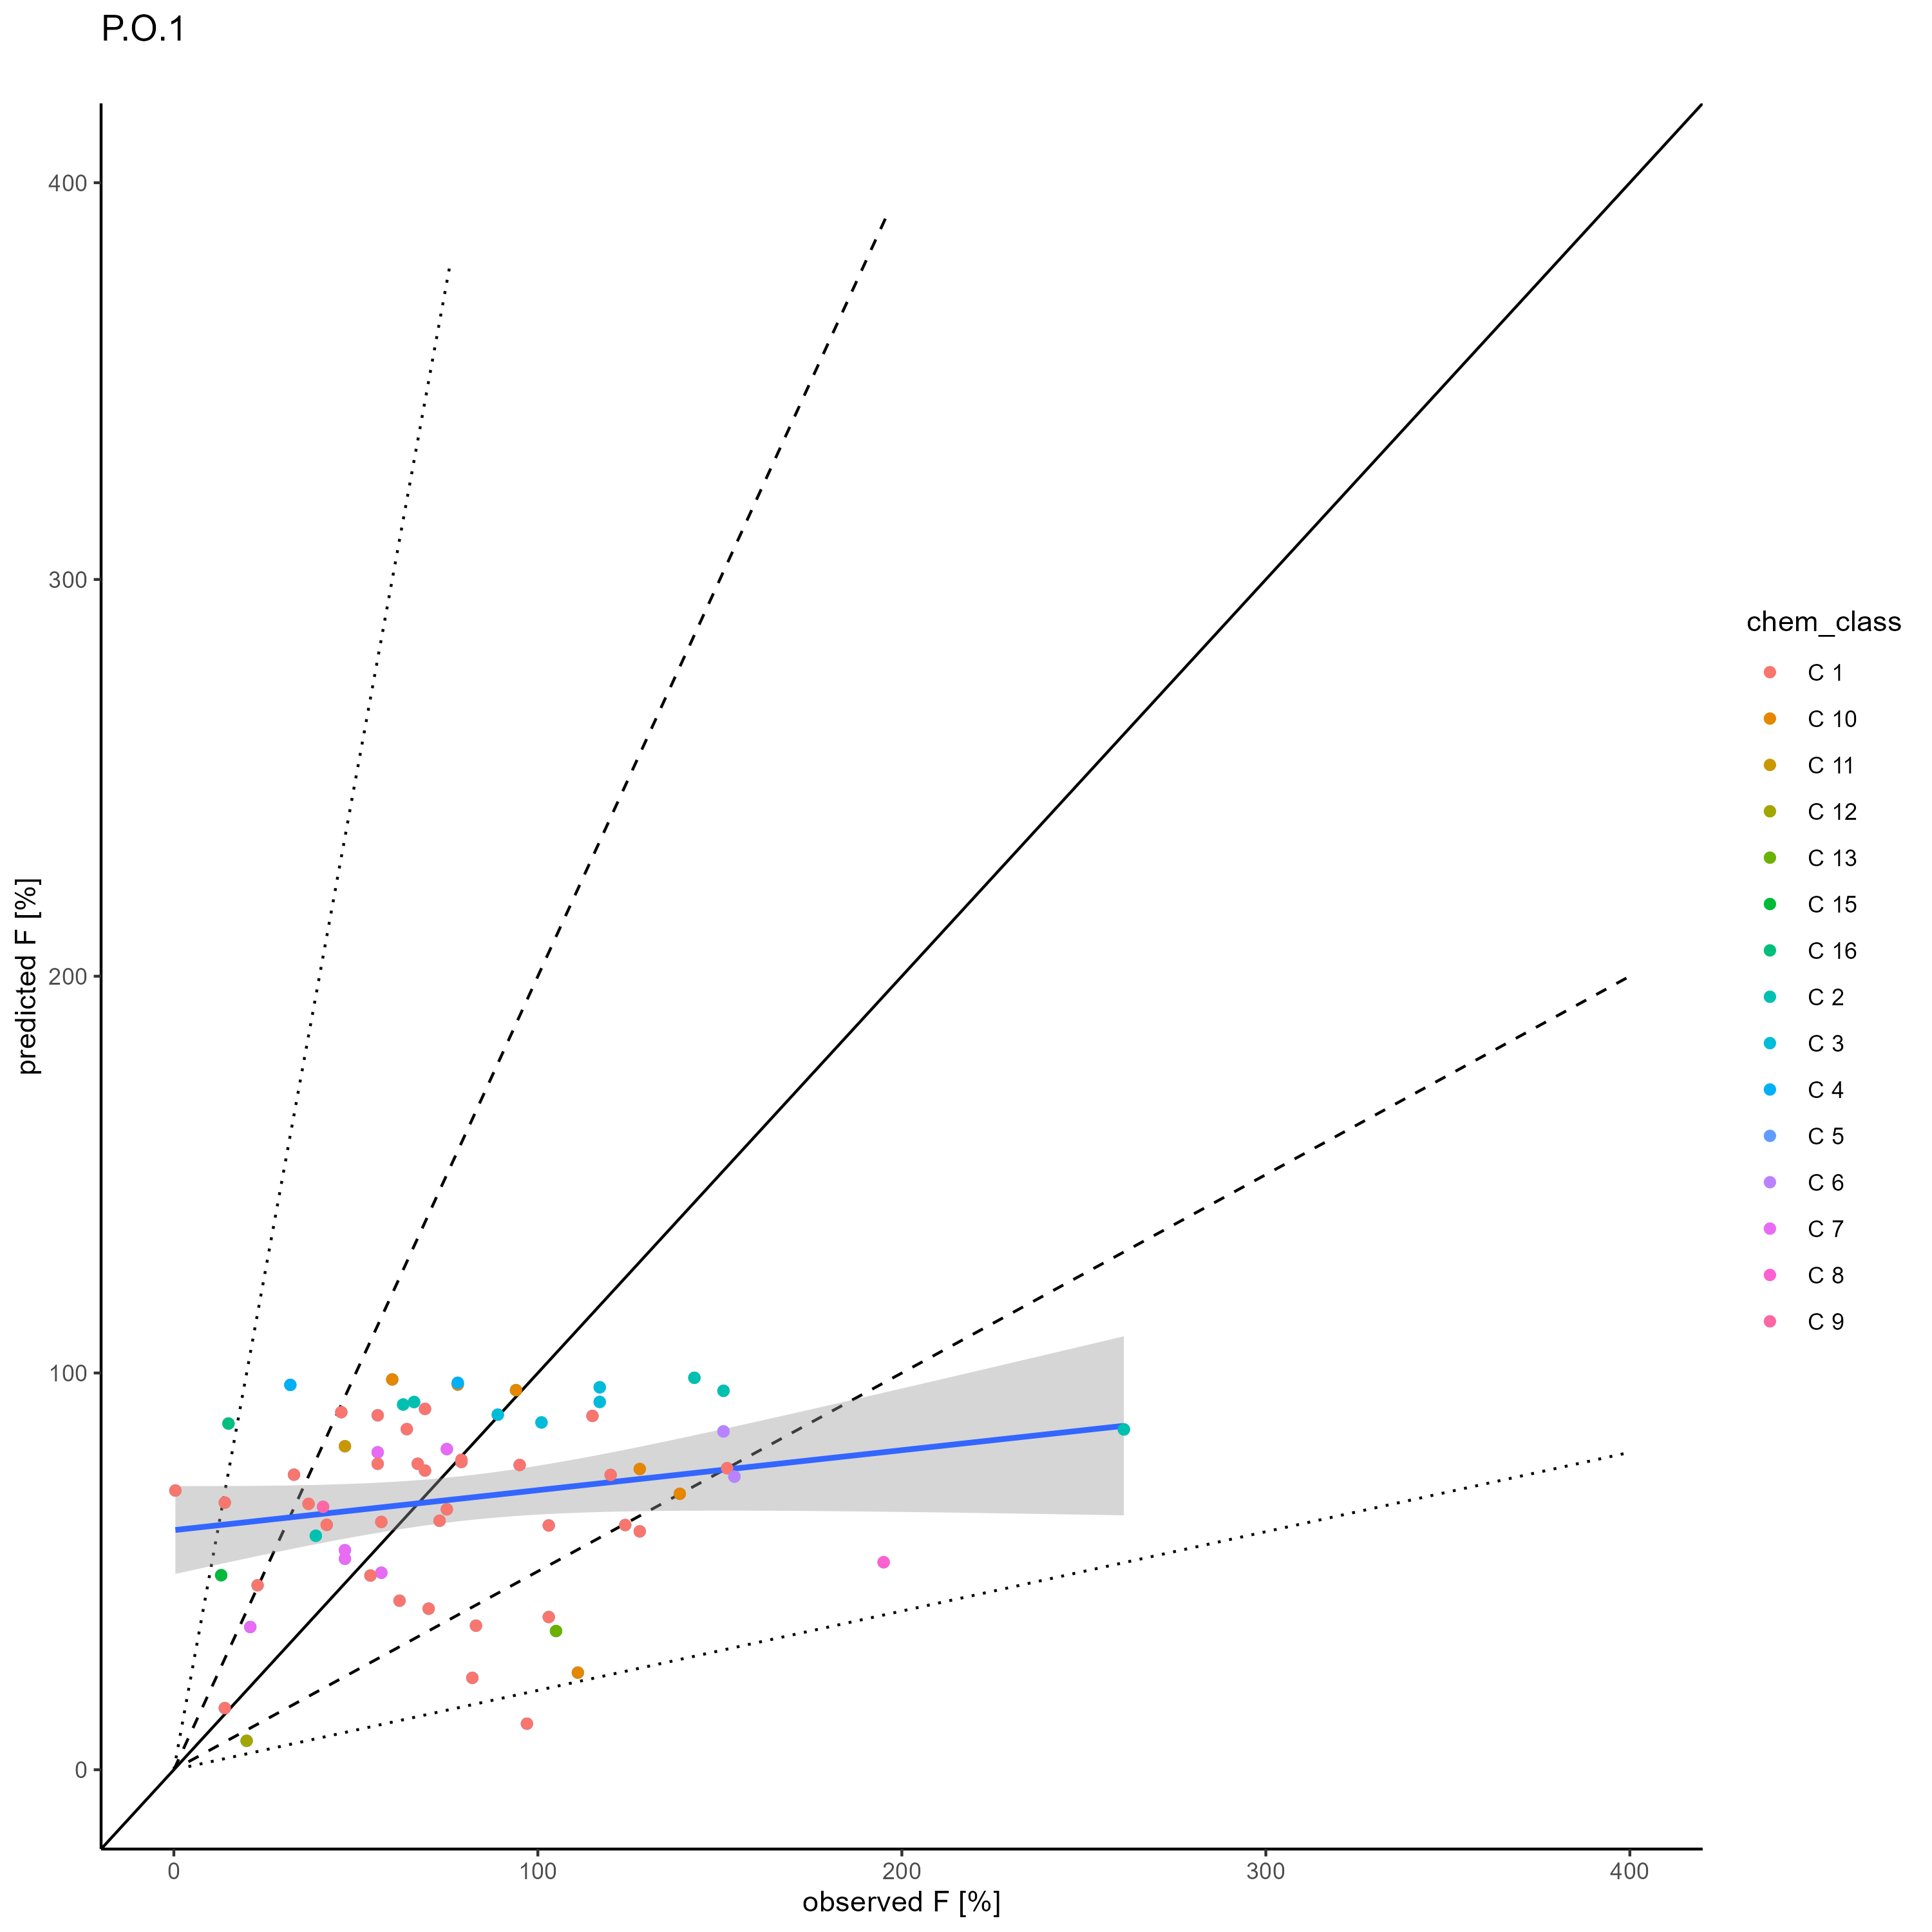 P.O.1
400
300
200
100
0
predicted F [%]
0 100 200 300 400
observed F [%]
chem_class
C 1
C 10
C 11
C 12
C 13
C 15
C 16
C 2
C 3
C 4
C 5
C 6
C 7
C 8
C 9